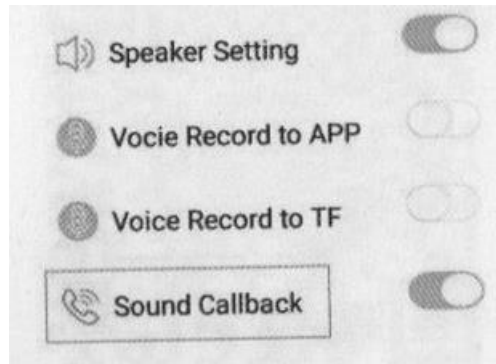 Speaker Setting
Vocie Record to APP
Voice Record to TF
Sound Callback